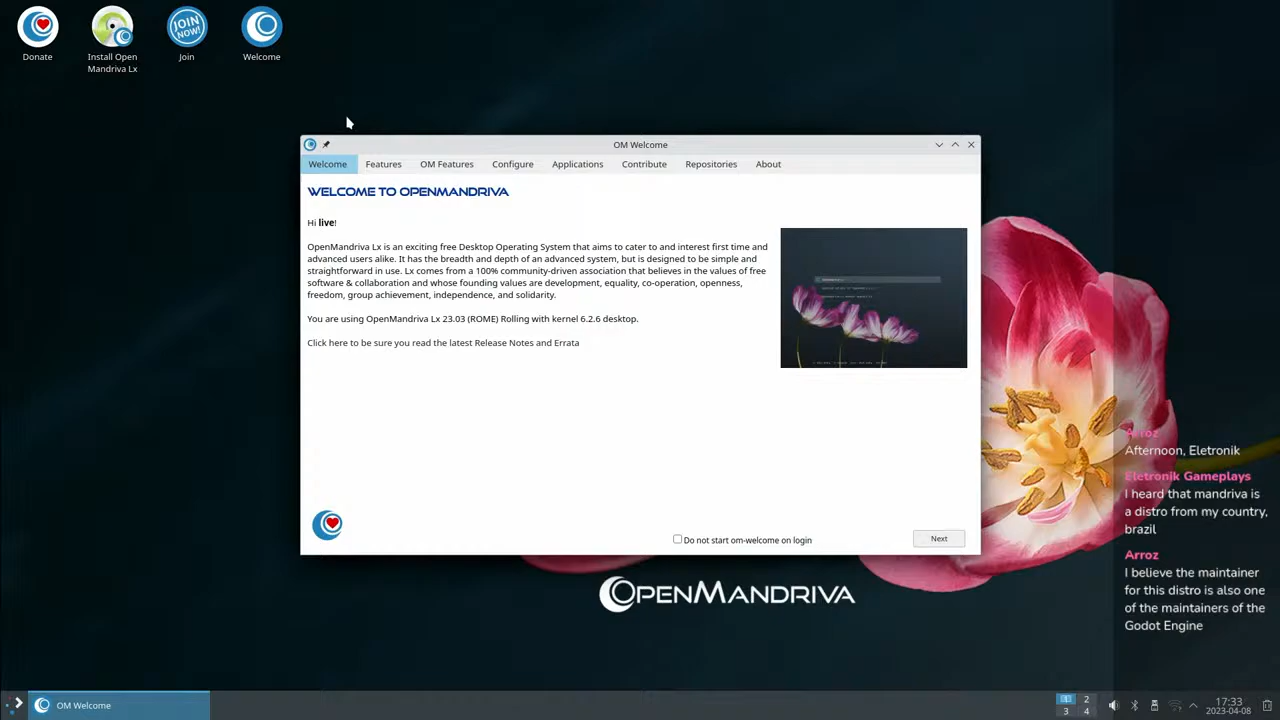 Donate
Install Open
Mandriva Lx
JOIN
NOW!
Join
Welcome
OM Welcome
Welcome
Features
OM Features
Configure
Applications
Contribute
Repositories
About
WELCOME TO OPENMANDRIVA
Hi live!
OpenMandriva Lx is an exciting free Desktop Operating System that aims to cater to and interest first time and
advanced users alike. It has the breadth and depth of an advanced system, but is designed to be simple and
straightforward in use. Lx comes from a 100% community-driven association that believes in the values of free
software & collaboration and whose founding values are development, equality, co-operation, openness,
freedom, group achievement, independence, and solidarity.
You are using OpenMandriva Lx 23.03 (ROME) Rolling with kernel 6.2.6 desktop.
Click here to be sure you read the latest Release Notes and Errata
Do not start om-welcome on login
Next
OPENMANDRIVA
Arroz
Afternoon, Eletronik
Eletronik Gameplays
I heard that mandriva is
a distro from my country,
brazil
Arroz
I believe the maintainer
for this distro is also one
of the maintainers of the
Godot Engine
OM Welcome
2
3 4
17:33
2023-04-08